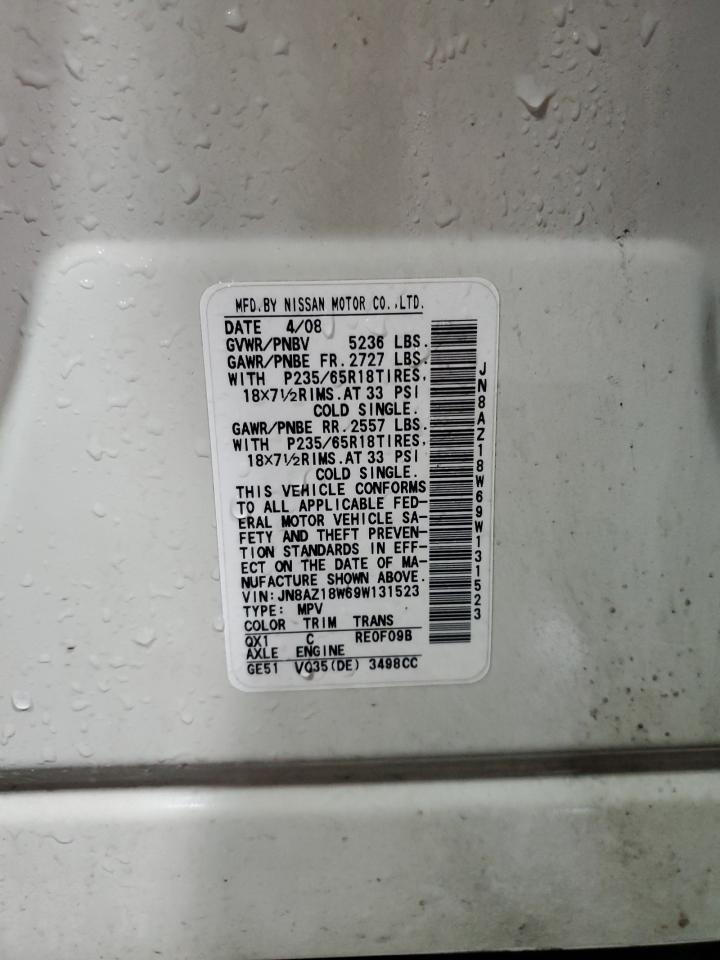 MFD. BY NISSAN MOTOR CO., LTD.
DATE 4/08
GVWR/PNBV 5236 LBS.
GAWR/PNBE FR. 2727 LBS.
WITH P235/65R18TIRES,
18×7½RIMS. AT 33 PSI
COLD SINGLE.
GAWR/PNBE RR. 2557 LBS.
WITH P235/65R18TIRES,
18×7½RIMS. AT 33 PSI
COLD SINGLE.
THIS VEHICLE CONFORMS
TO ALL APPLICABLE FED-
ERAL MOTOR VEHICLE SA-
FETY AND THEFT PREVEN-
TION STANDARDS IN EFF-
ECT ON THE DATE OF MA-
NUFACTURE SHOWN ABOVE.
VIN: JN8AZ18W69W131523
TYPE: MPV
COLOR TRIM TRANS
QX1 C RE0F09B
AXLE ENGINE
GE51 VQ35(DE) 3498CC
JN8AZ18W69W131523